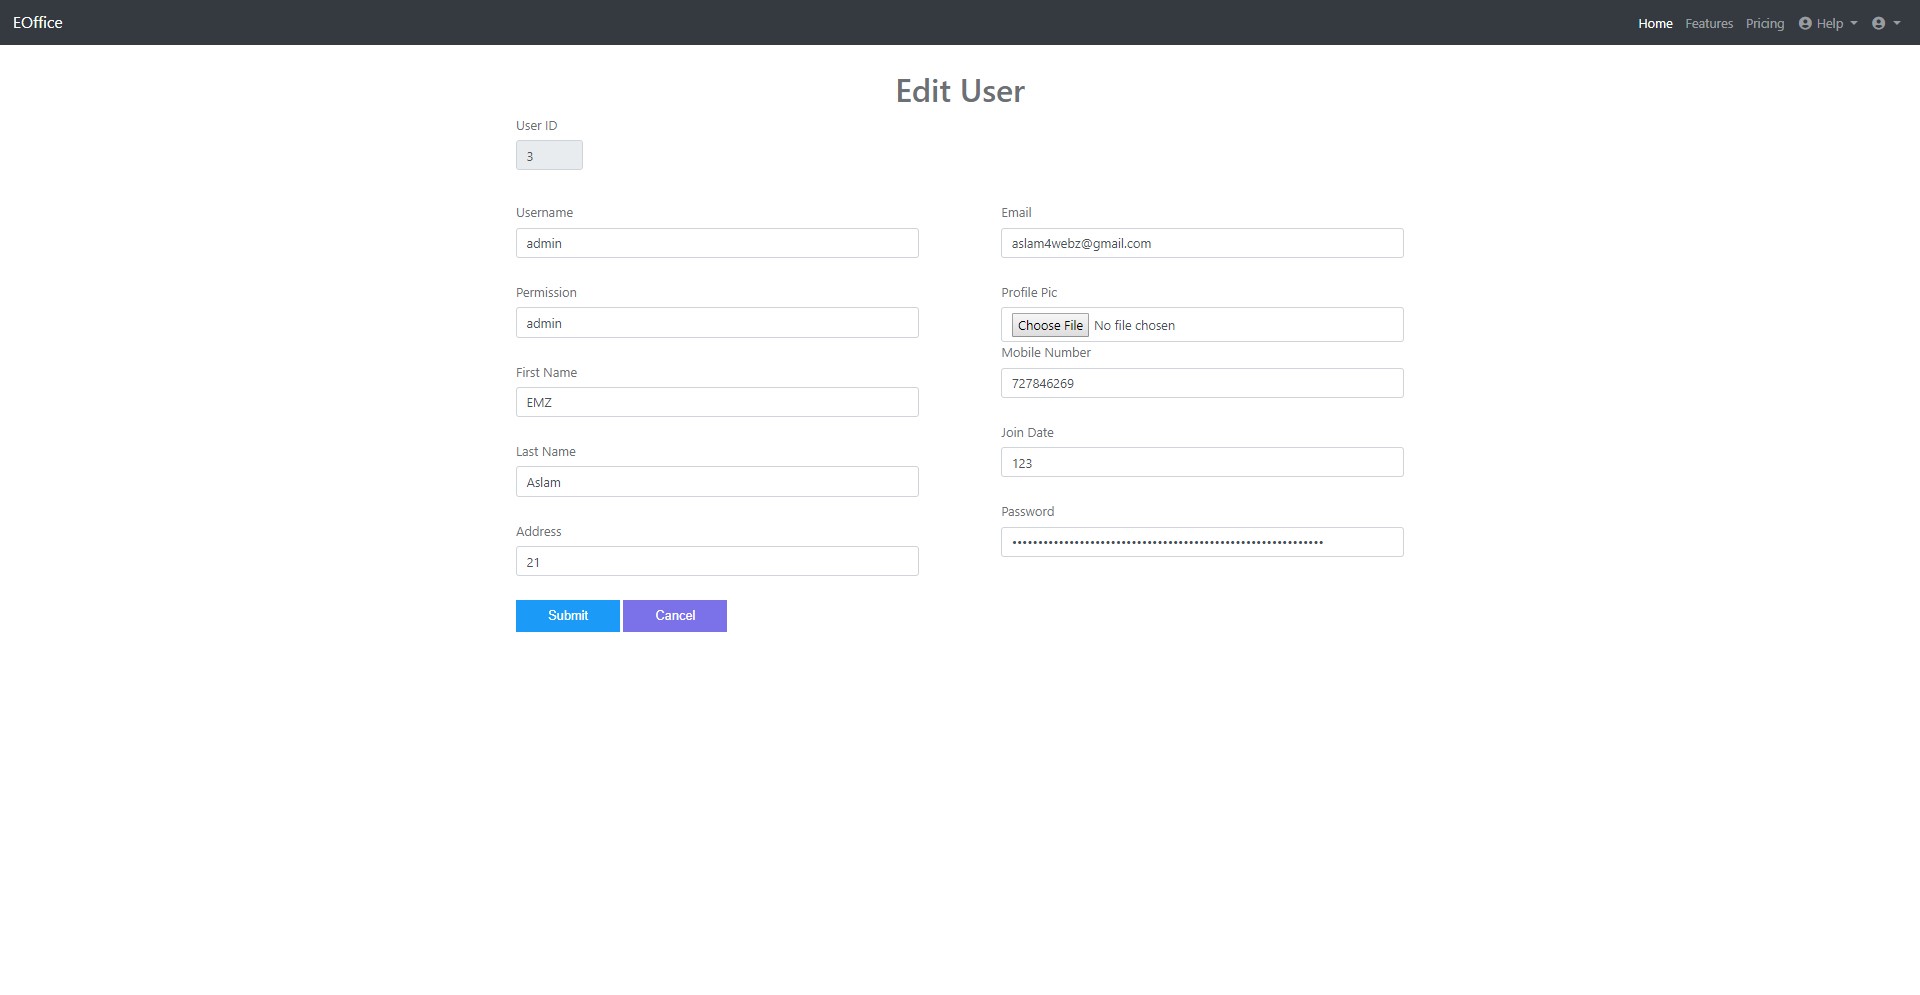 EOffice
Home Features Pricing Help
Edit User
User ID
3
Username
admin
Permission
admin
First Name
EMZ
Last Name
Aslam
Address
21
Email
aslam4webz@gmail.com
Profile Pic
Choose File No file chosen
Mobile Number
727846269
Join Date
123
Password
Submit Cancel